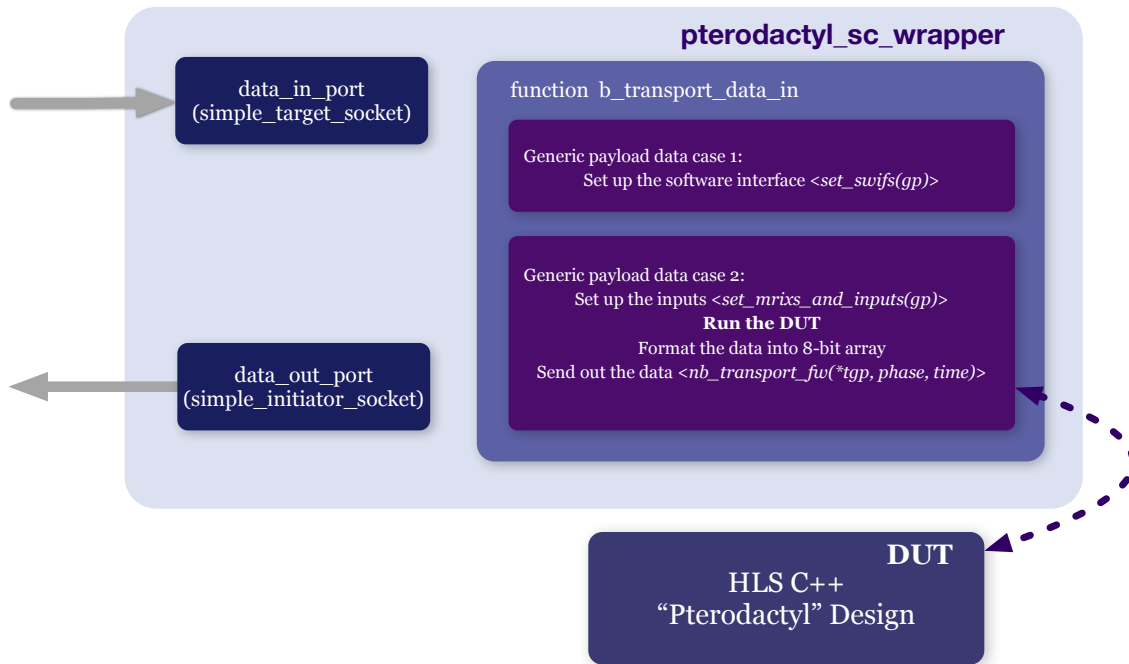 pterodactyl_sc_wrapper
data_in_port
(simple_target_socket)
function b_transport_data_in
Generic payload data case 1:
Set up the software interface <set_swifs(gp)>
Generic payload data case 2:
Set up the inputs <set_mrixs_and_inputs(gp)>
Run the DUT
Format the data into 8-bit array
Send out the data <nb_transport_fw(*tgp, phase, time)>
data_out_port
(simple_initiator_socket)
DUT
HLS C++
“Pterodactyl” Design